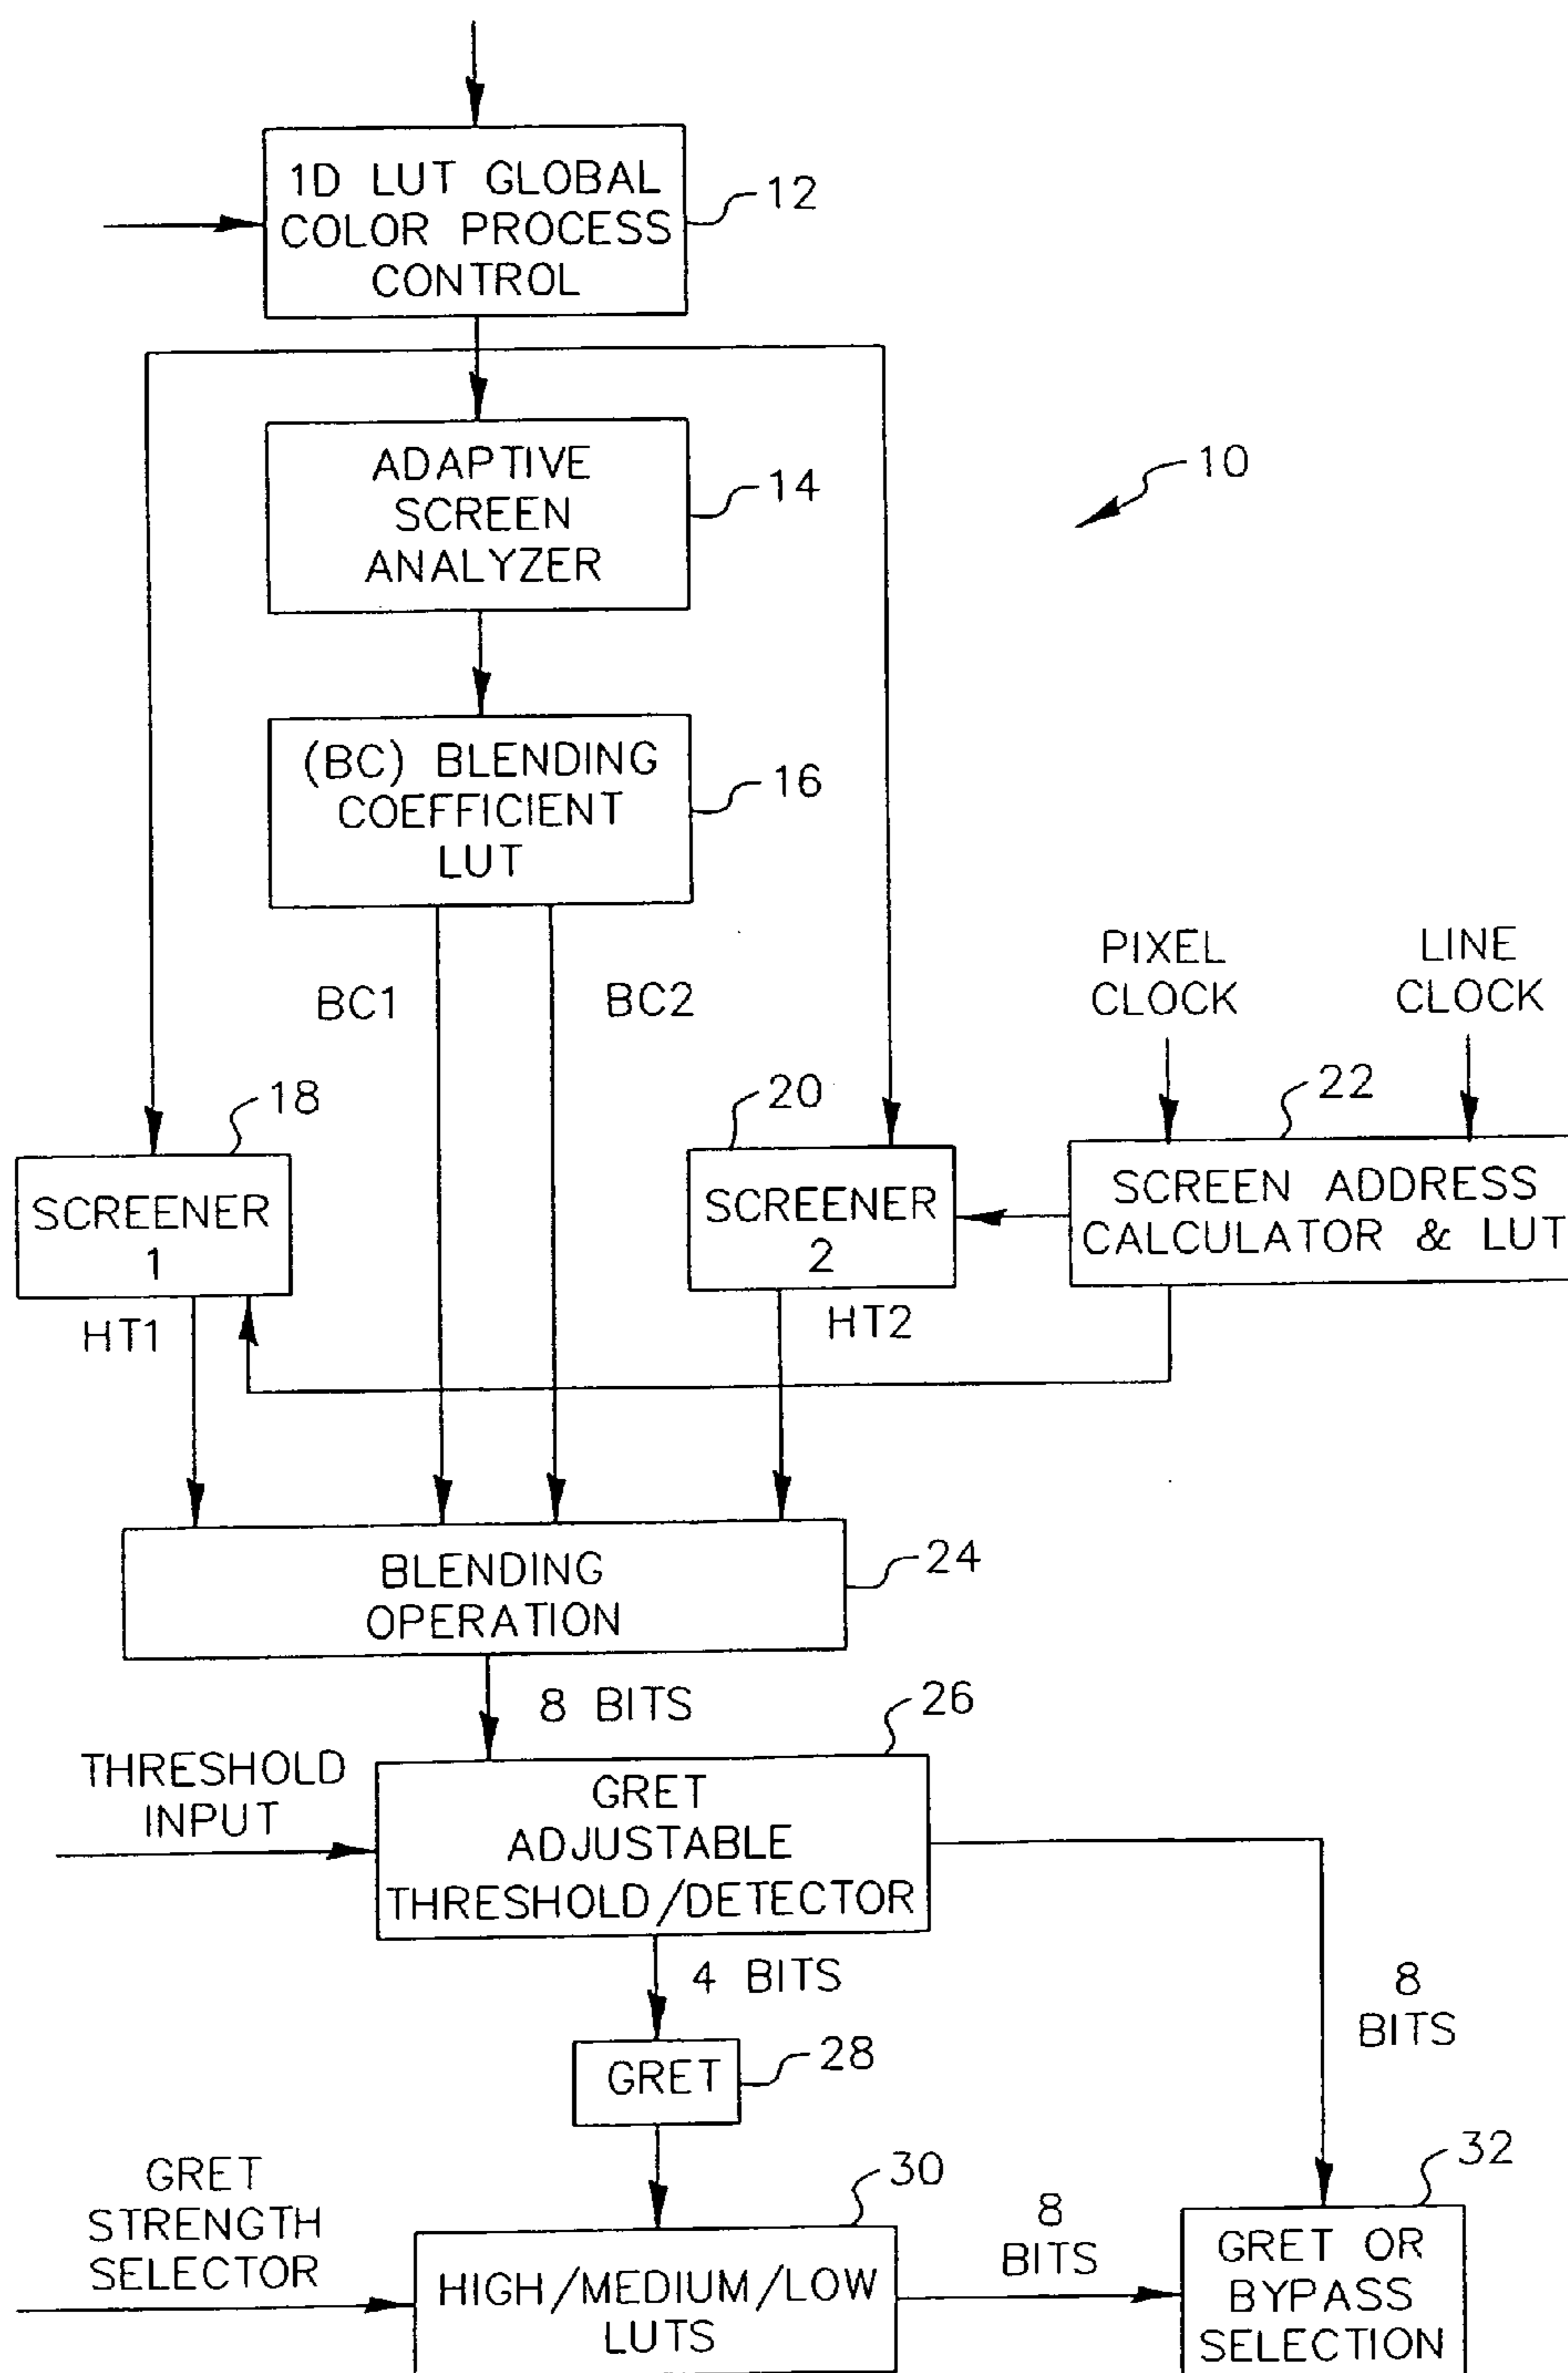 1D LUT GLOBAL
COLOR PROCESS
CONTROL
12
ADAPTIVE
SCREEN
ANALYZER
14
10
(BC) BLENDING
COEFFICIENT
LUT
16
BC1
BC2
PIXEL
CLOCK
LINE
CLOCK
18
20
22
SCREENER
1
SCREENER
2
SCREEN ADDRESS
CALCULATOR & LUT
HT1
HT2
BLENDING
OPERATION
24
8 BITS
26
THRESHOLD
INPUT
GRET
ADJUSTABLE
THRESHOLD/DETECTOR
4 BITS
8
BITS
GRET
28
GRET
STRENGTH
SELECTOR
30
HIGH/MEDIUM/LOW
LUTS
8
BITS
32
GRET OR
BYPASS
SELECTION